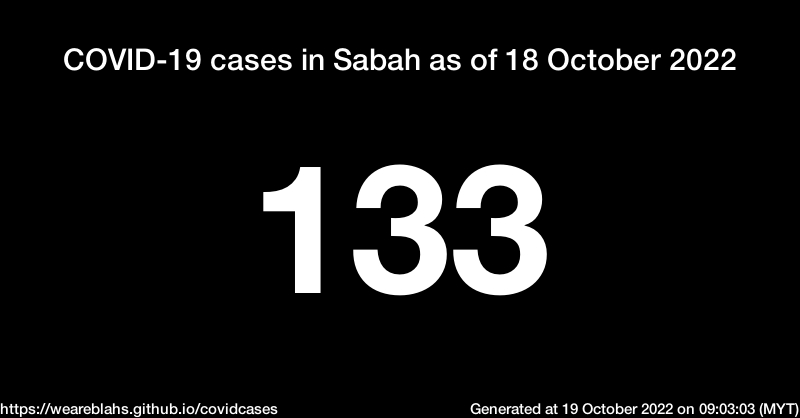 COVID-19 cases in Sabah as of 18 October 2022
133
https://weareblahs.github.io/covidcases
Generated at 19 October 2022 on 09:03:03 (MYT)